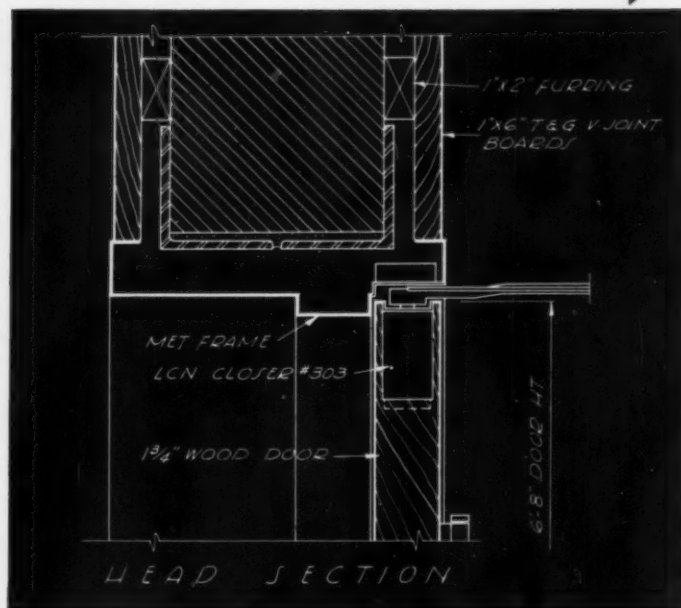 1"X2" FURRING
1"X6" T&G V-JOINT
BOARDS
MET FRAME
LCN CLOSER #303
1 3/4" WOOD DOOR
6'-8" DOOR HT.
HEAD SECTION